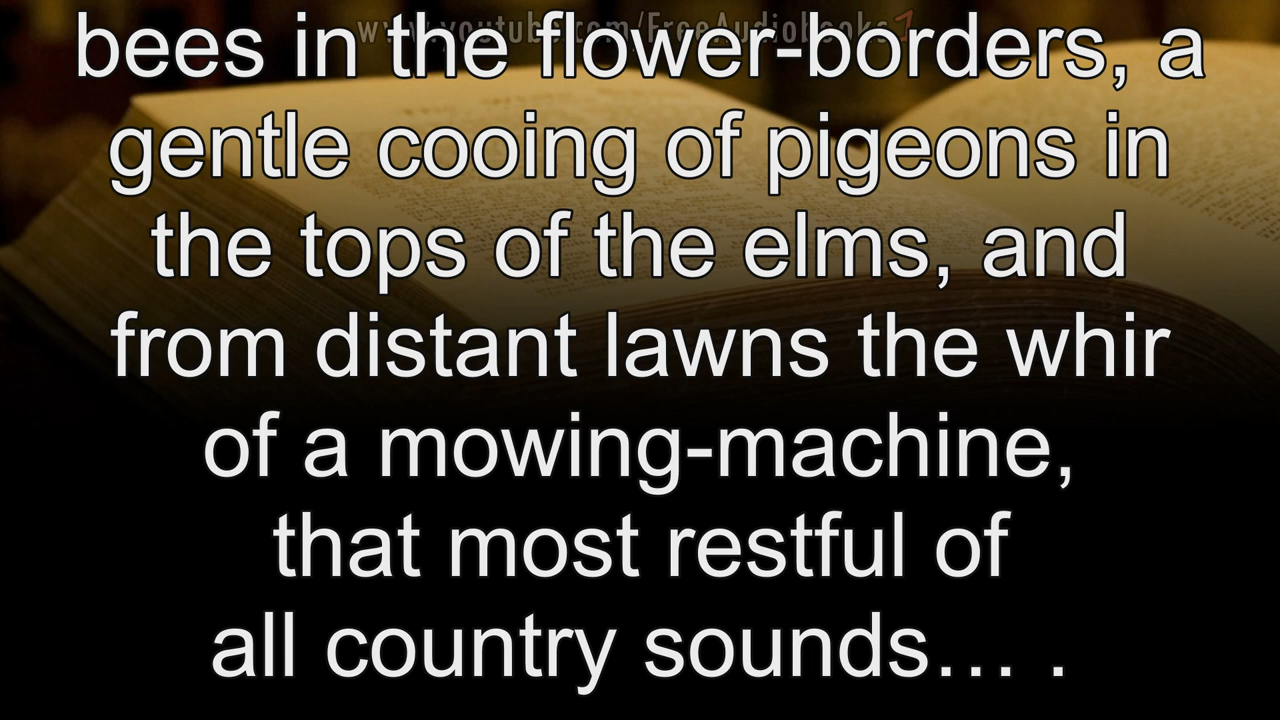 www.youtube.com/FreeAudiobooks1
bees in the flower-borders, a
gentle cooing of pigeons in
the tops of the elms, and
from distant lawns the whir
of a mowing-machine,
that most restful of
all country sounds… .